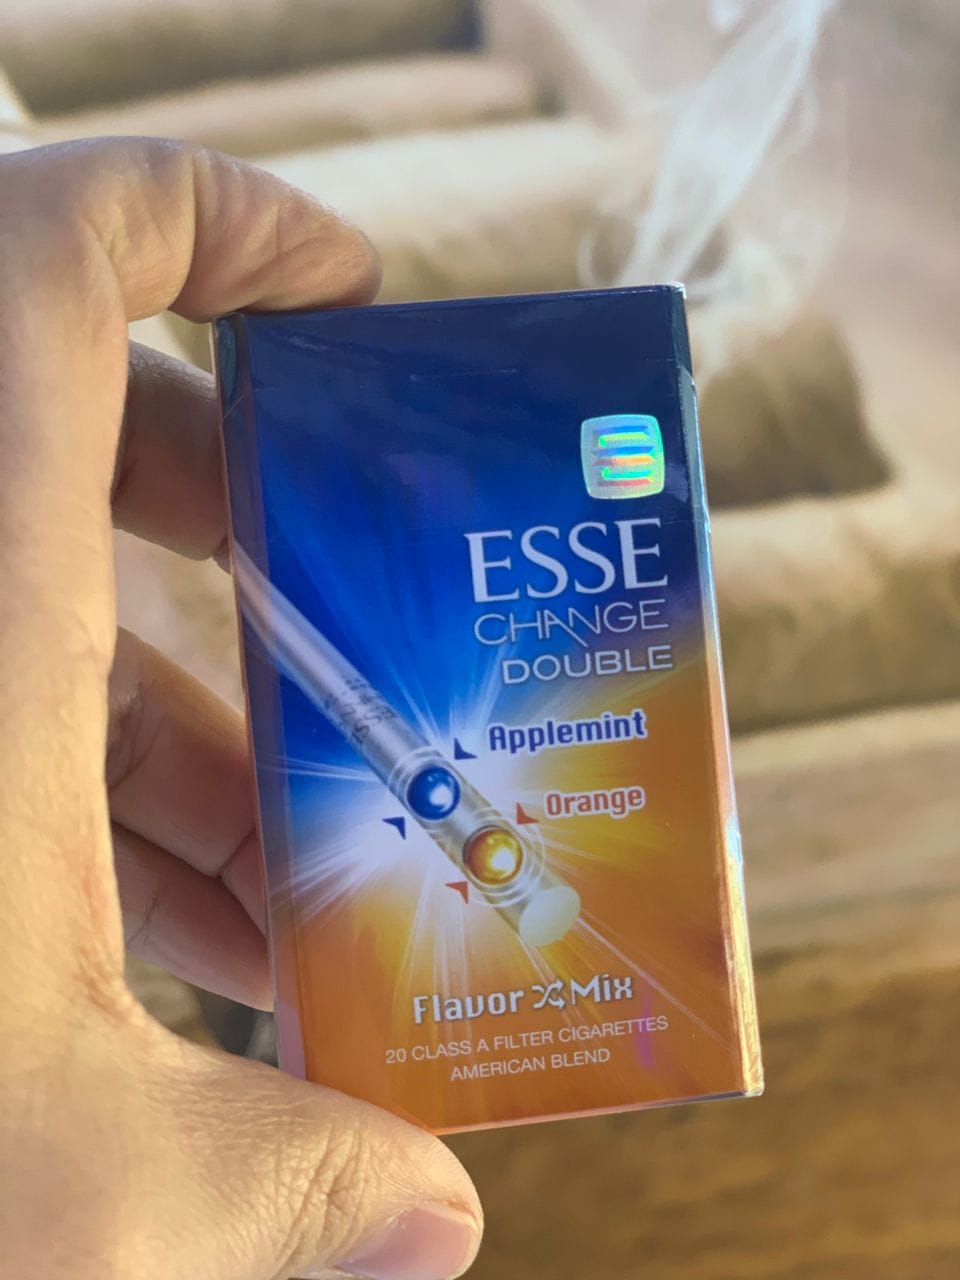 ESSE
CHANGE
DOUBLE
Applemint
Orange
Flavor Mix
20 CLASS A FILTER CIGARETTES
AMERICAN BLEND